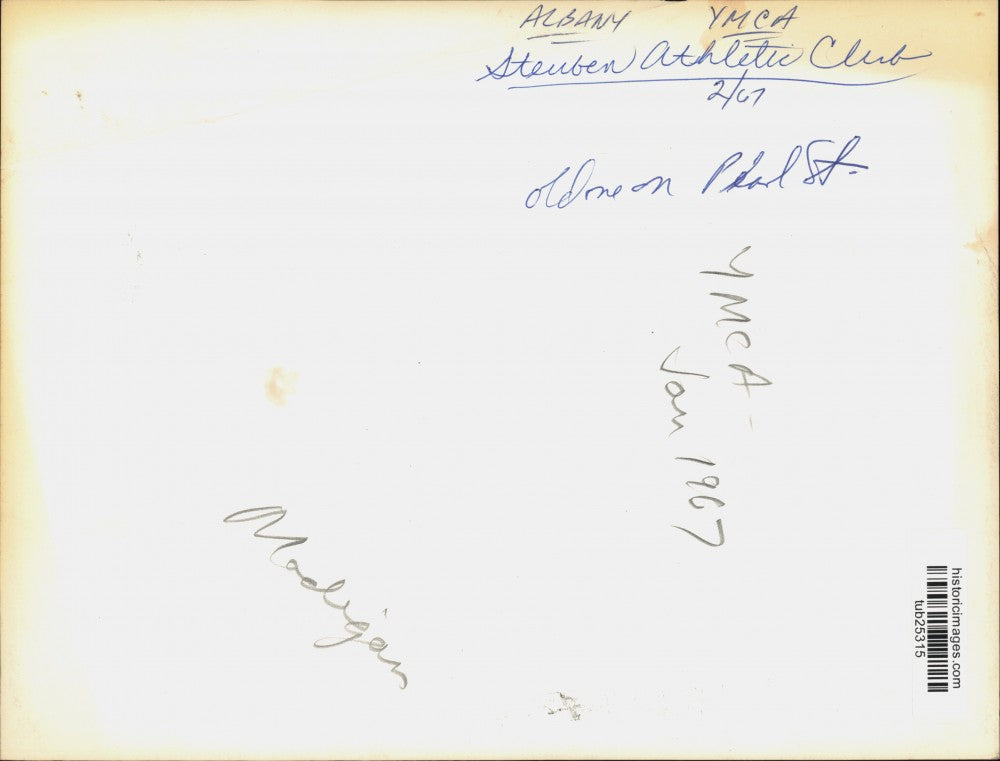 ALBANY YMCA
Steuben Athletic Club
2/67
old one on Pearl St.
YMCA
Jan 1967
Madigan
historicimages.com
tub25315